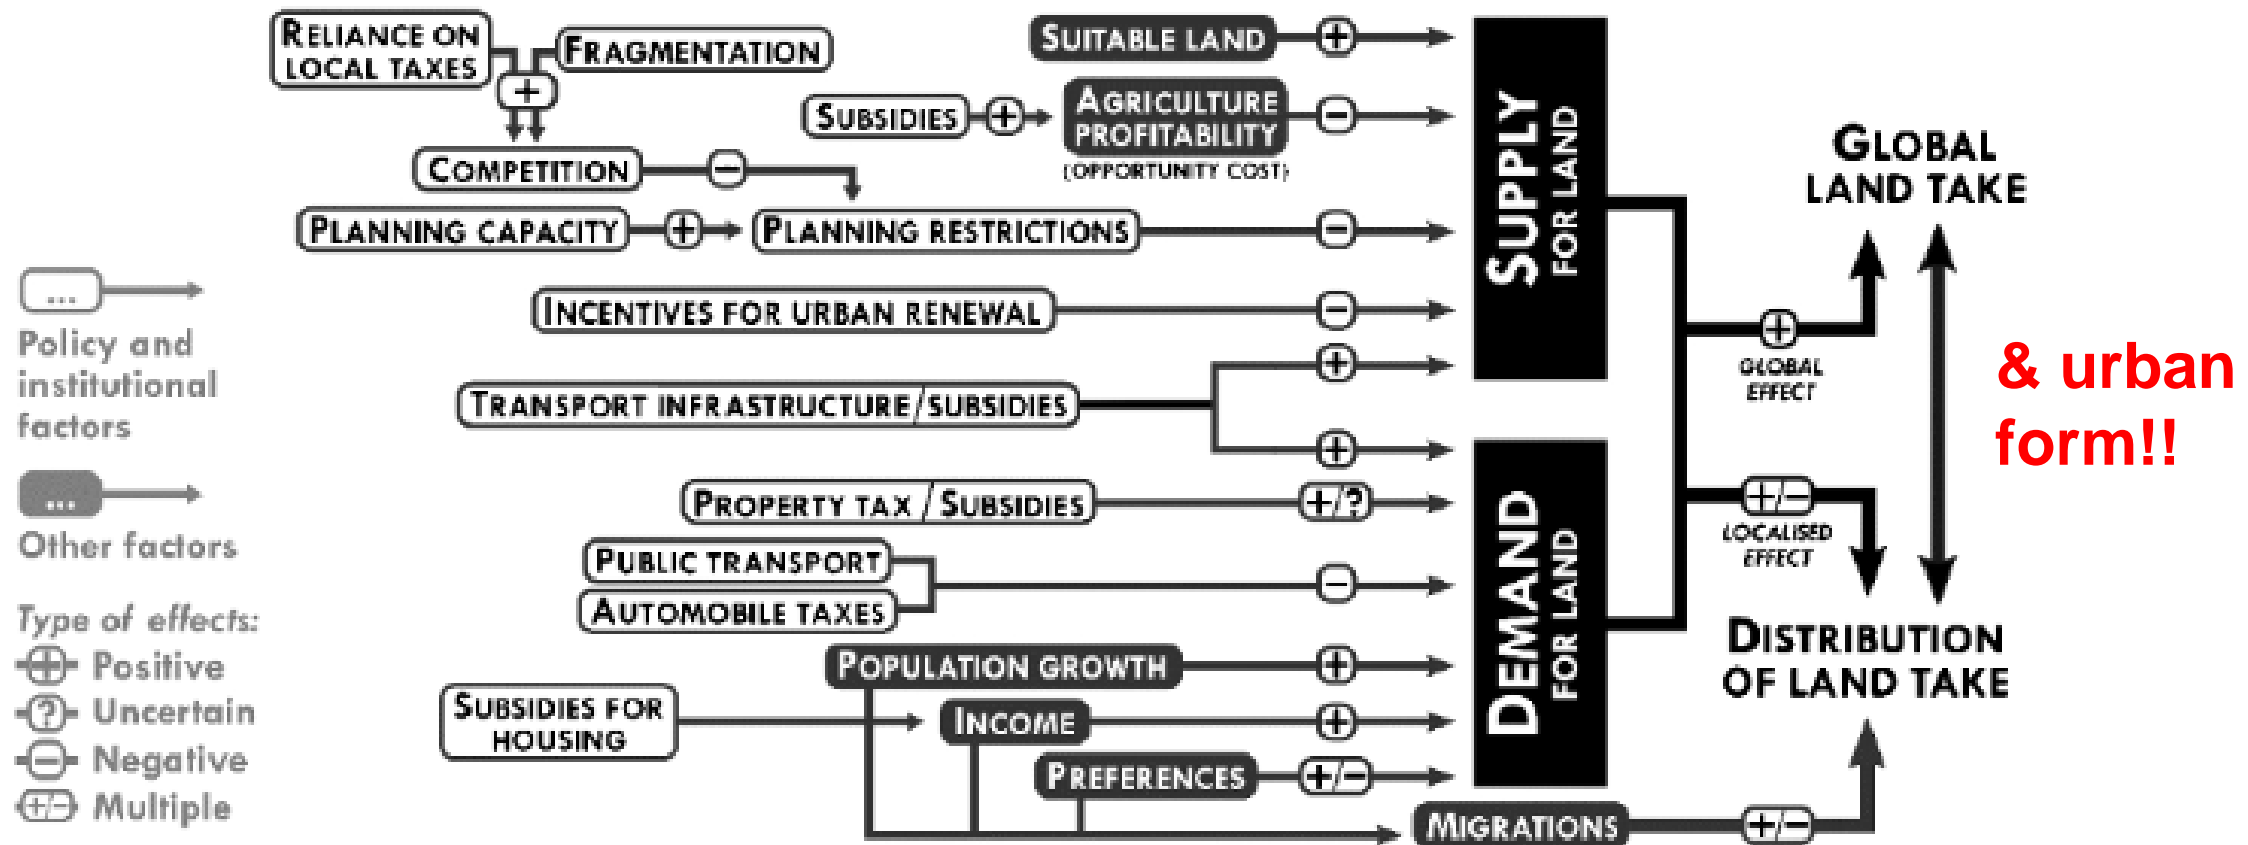 RELIANCE ON
LOCAL TAXES
FRAGMENTATION
+
SUITABLE LAND
+
SUBSIDIES
+
AGRICULTURE
PROFITABILITY
(OPPORTUNITY COST)
−
COMPETITION
−
PLANNING CAPACITY
+
PLANNING RESTRICTIONS
−
INCENTIVES FOR URBAN RENEWAL
−
TRANSPORT INFRASTRUCTURE/SUBSIDIES
+
+
PROPERTY TAX / SUBSIDIES
+/?
PUBLIC TRANSPORT
AUTOMOBILE TAXES
−
POPULATION GROWTH
+
SUBSIDIES FOR
HOUSING
INCOME
+
PREFERENCES
+/−
MIGRATIONS
+/−
SUPPLY
FOR LAND
DEMAND
FOR LAND
GLOBAL
LAND TAKE
+
GLOBAL
EFFECT
& urban
form!!
+/−
LOCALISED
EFFECT
DISTRIBUTION
OF LAND TAKE
...
Policy and
institutional
factors
...
Other factors
Type of effects:
+ Positive
? Uncertain
− Negative
+/− Multiple